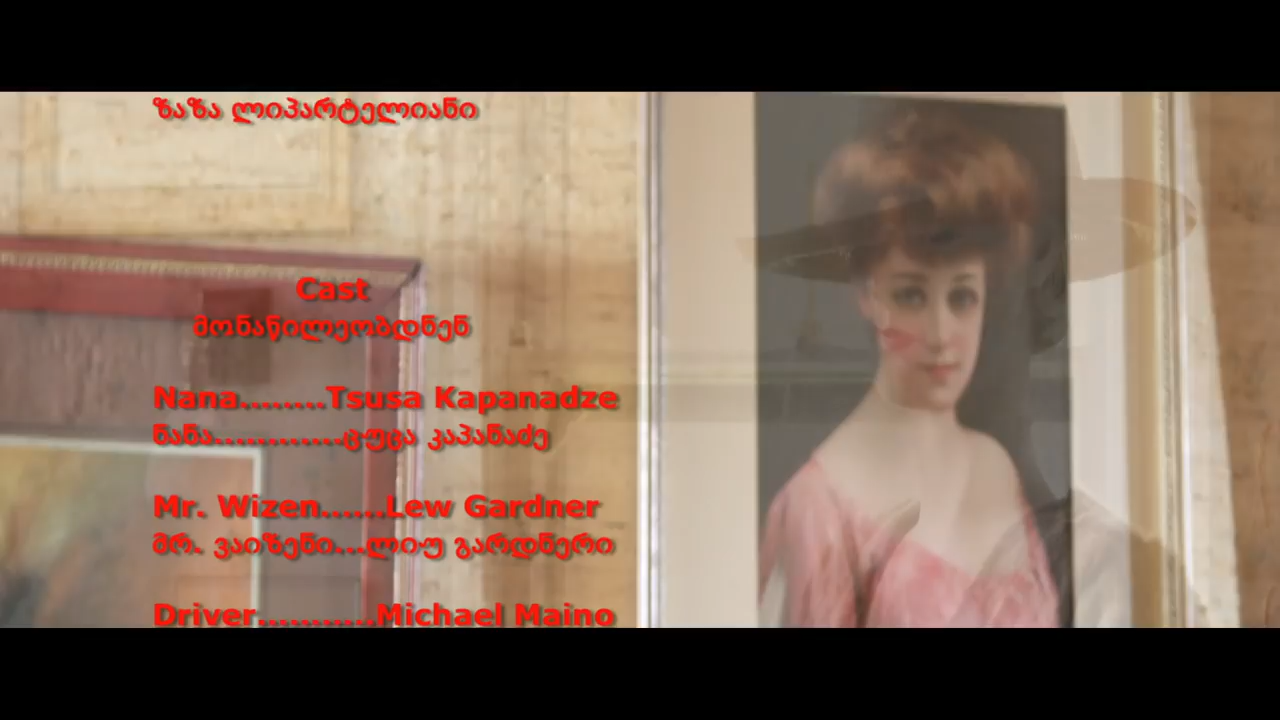 ზაზა ლიპარტელიანი
Cast
მონაწილეობდნენ
Nana........Tsusa Kapanadze
ნანა............ცუცა კაპანაძე
Mr. Wizen......Lew Gardner
მრ. ვაიზენი...ლიუ გარდნერი
Driver...........Michael Maino